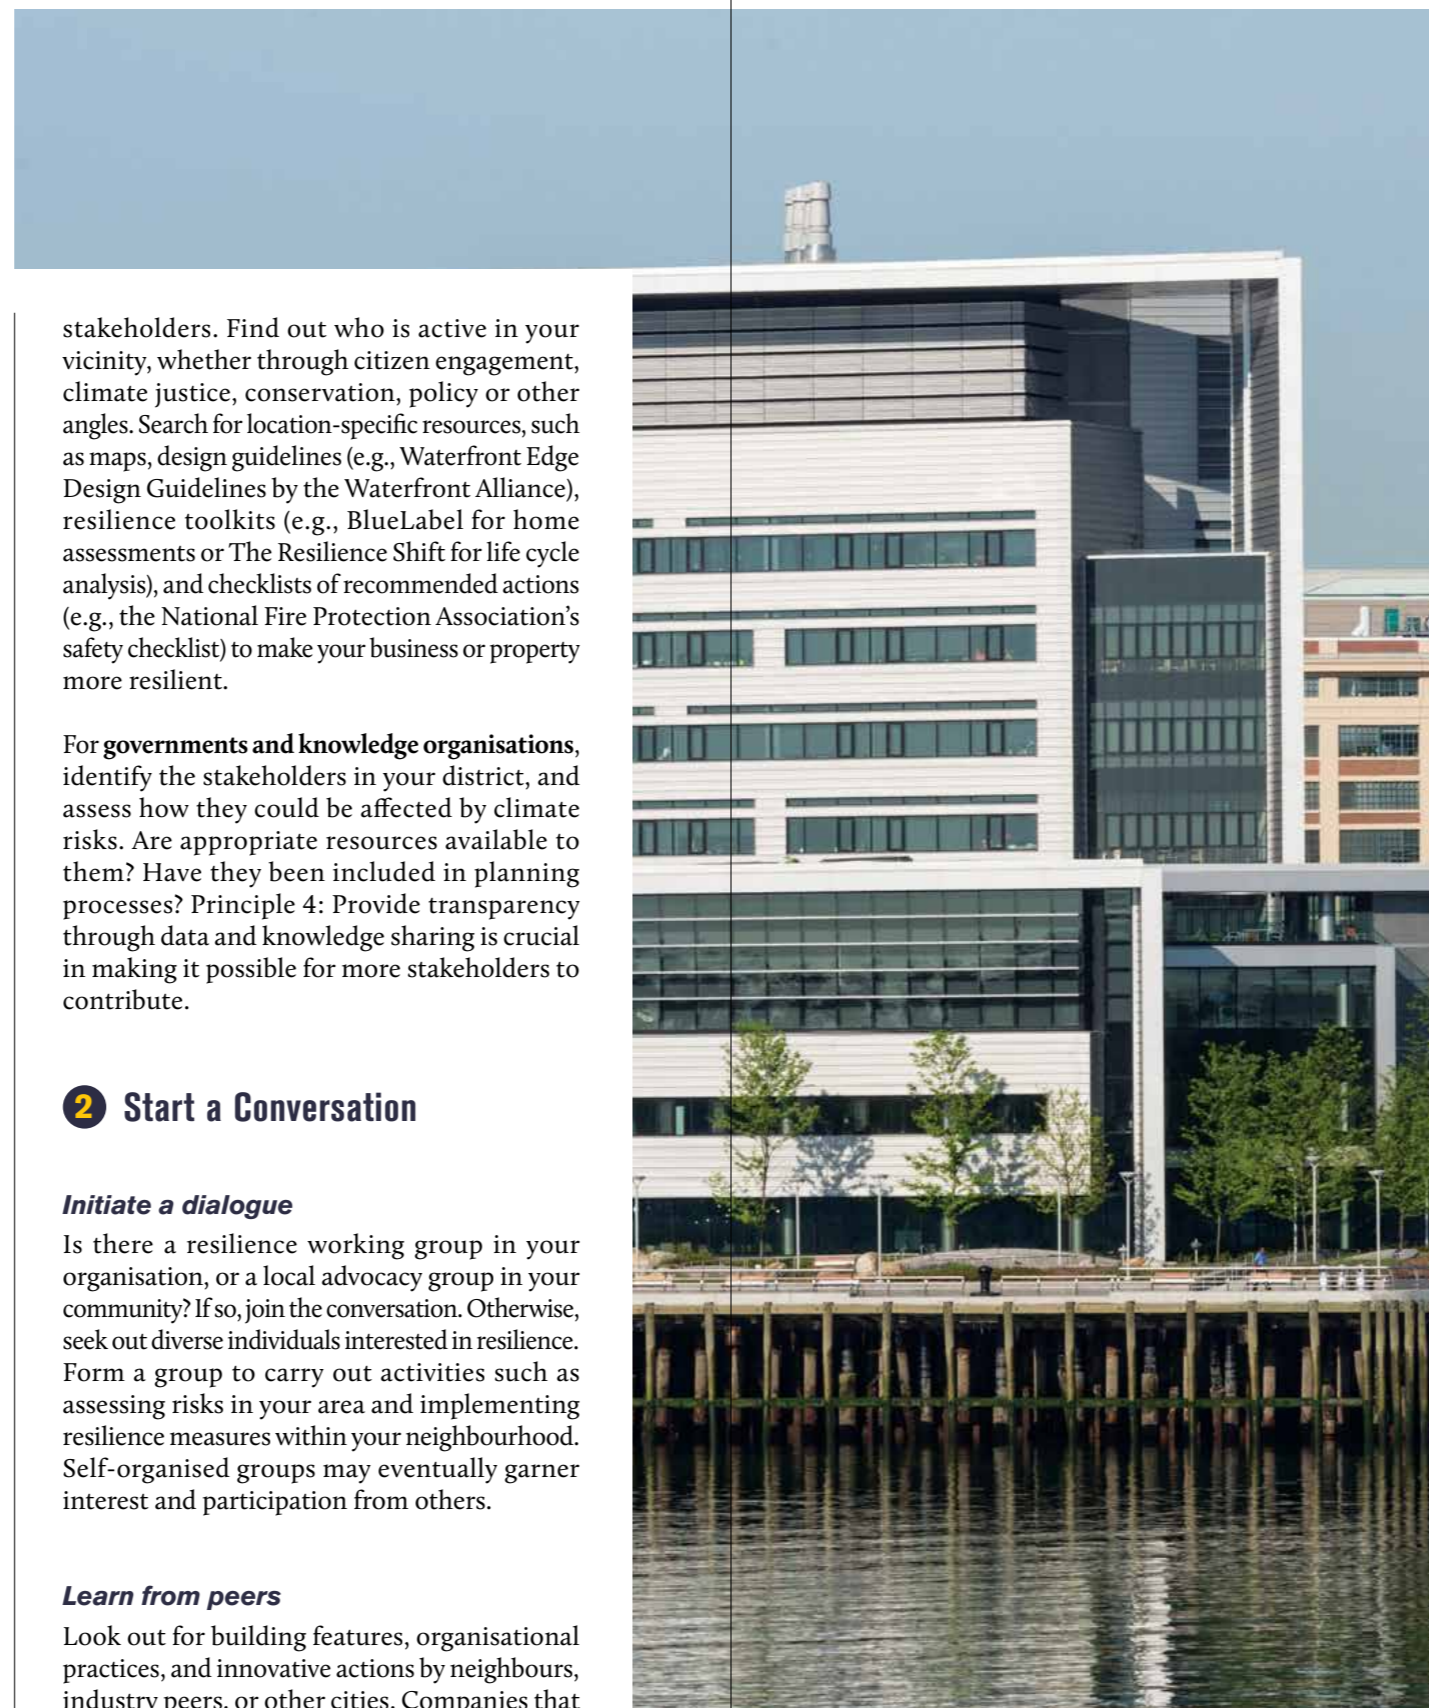 stakeholders. Find out who is active in your
vicinity, whether through citizen engagement,
climate justice, conservation, policy or other
angles. Search for location-specific resources, such
as maps, design guidelines (e.g., Waterfront Edge
Design Guidelines by the Waterfront Alliance),
resilience toolkits (e.g., BlueLabel for home
assessments or The Resilience Shift for life cycle
analysis), and checklists of recommended actions
(e.g., the National Fire Protection Association’s
safety checklist) to make your business or property
more resilient.
For governments and knowledge organisations,
identify the stakeholders in your district, and
assess how they could be affected by climate
risks. Are appropriate resources available to
them? Have they been included in planning
processes? Principle 4: Provide transparency
through data and knowledge sharing is crucial
in making it possible for more stakeholders to
contribute.
2 Start a Conversation
Initiate a dialogue
Is there a resilience working group in your
organisation, or a local advocacy group in your
community? If so, join the conversation. Otherwise,
seek out diverse individuals interested in resilience.
Form a group to carry out activities such as
assessing risks in your area and implementing
resilience measures within your neighbourhood.
Self-organised groups may eventually garner
interest and participation from others.
Learn from peers
Look out for building features, organisational
practices, and innovative actions by neighbours,
industry peers, or other cities. Companies that